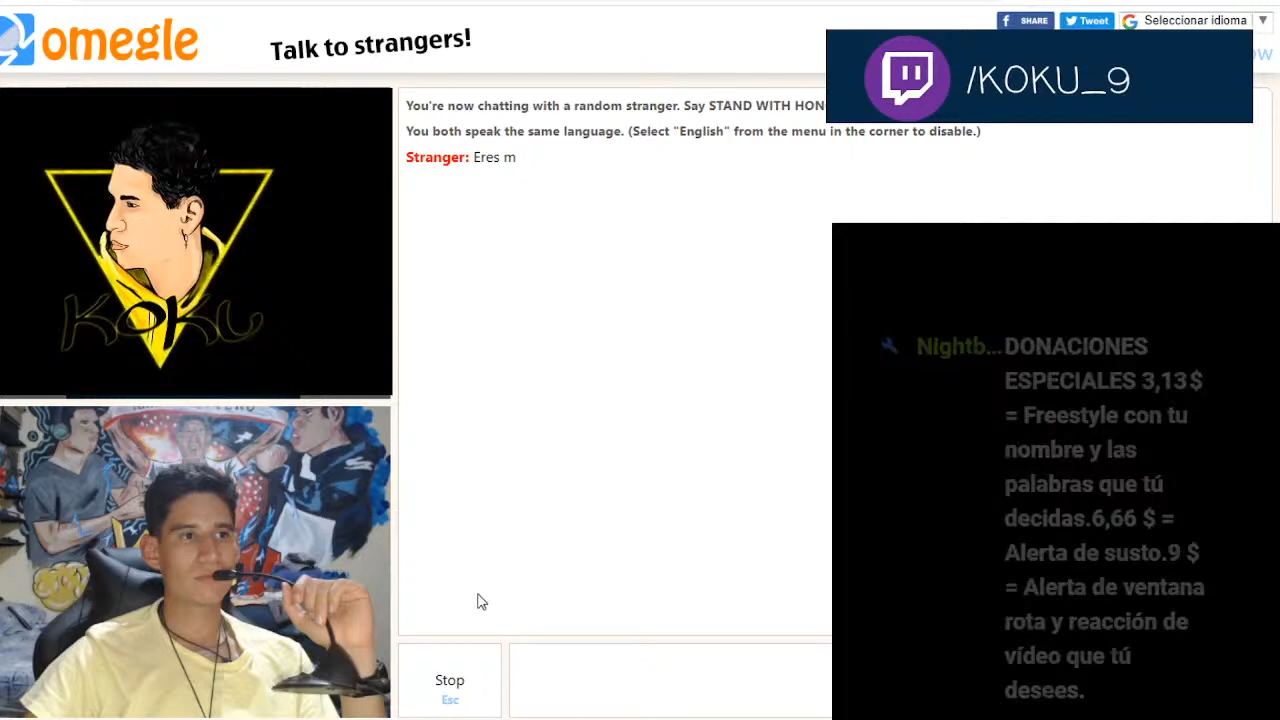 SHARE
Tweet
Seleccionar idioma
omegle
Talk to strangers!
/KOKU_9
You're now chatting with a random stranger. Say STAND WITH HON
You both speak the same language. (Select "English" from the menu in the corner to disable.)
Stranger: Eres m
KOKU
Nightb... DONACIONES
ESPECIALES 3,13 $
= Freestyle con tu
nombre y las
palabras que tú
decidas.6,66 $ =
Alerta de susto.9 $
= Alerta de ventana
rota y reacción de
vídeo que tú
desees.
Stop
Esc